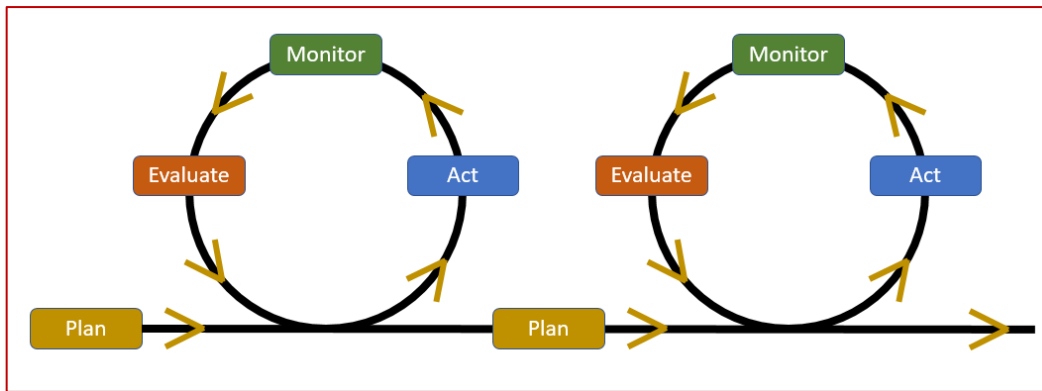 Monitor
Monitor
Evaluate
Act
Evaluate
Act
Plan
Plan